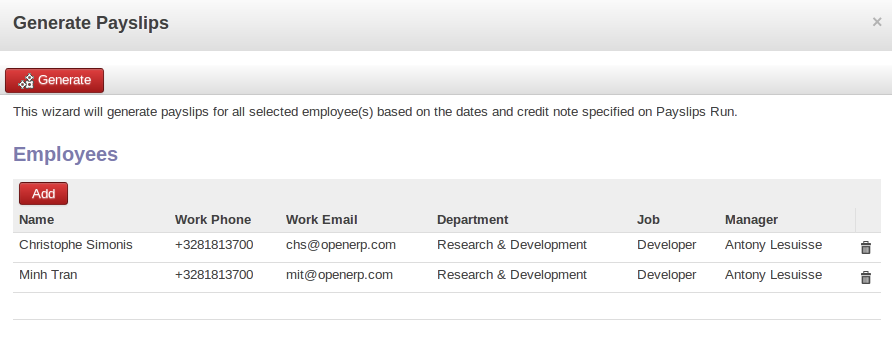 Generate Payslips ×
Generate
This wizard will generate payslips for all selected employee(s) based on the dates and credit note specified on Payslips Run.
Employees
Add
Name Work Phone Work Email Department Job Manager
Christophe Simonis +3281813700 chs@openerp.com Research & Development Developer Antony Lesuisse
Minh Tran +3281813700 mit@openerp.com Research & Development Developer Antony Lesuisse